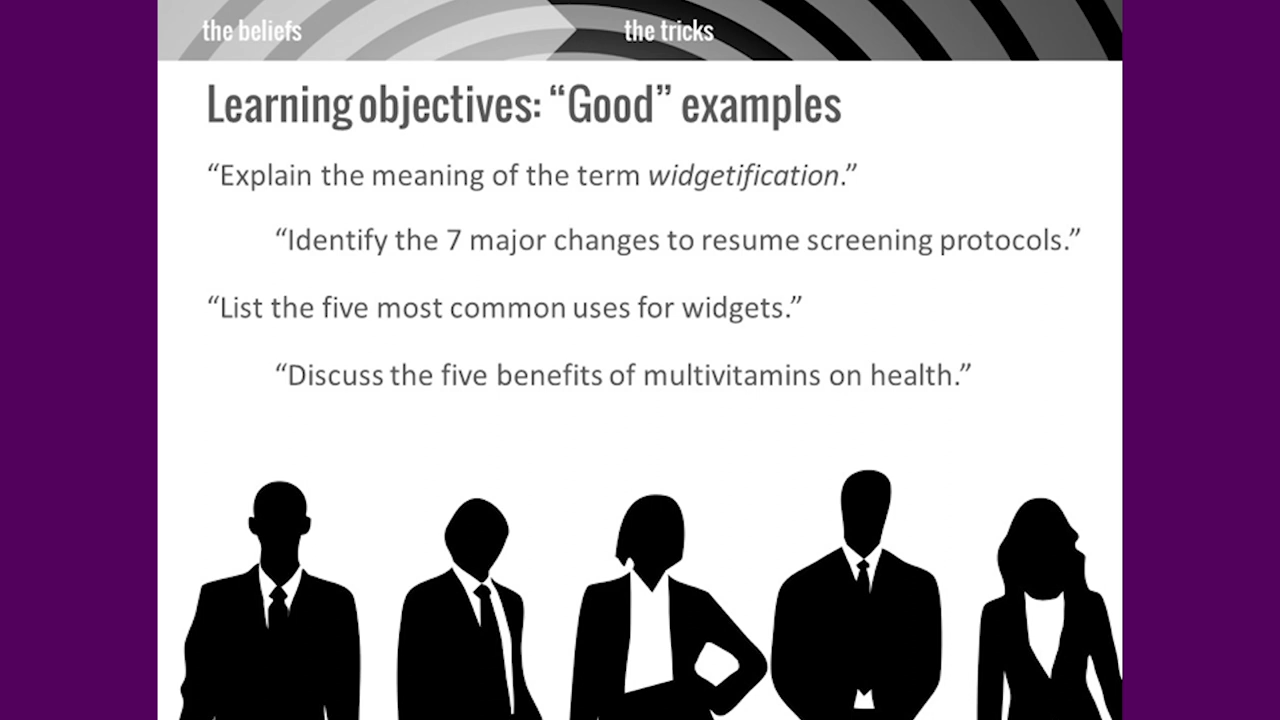 the beliefs
the tricks
Learning objectives: “Good” examples
“Explain the meaning of the term widgetification.”
“Identify the 7 major changes to resume screening protocols.”
“List the five most common uses for widgets.”
“Discuss the five benefits of multivitamins on health.”